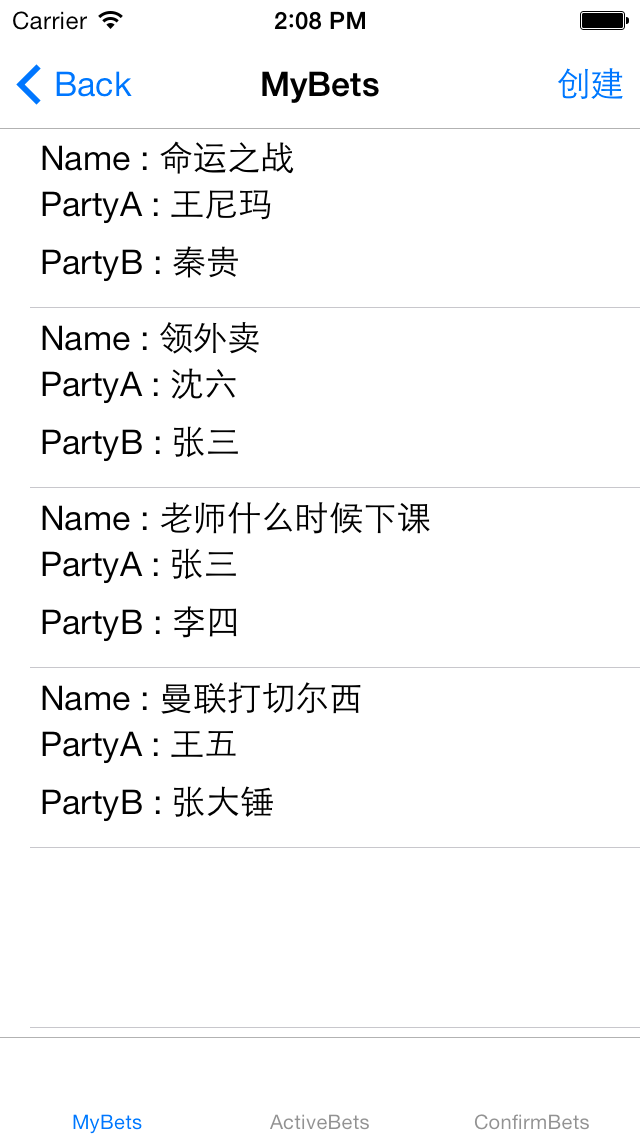 Carrier 2:08 PM
Back MyBets 创建
Name : 命运之战
PartyA : 王尼玛
PartyB : 秦贵
Name : 领外卖
PartyA : 沈六
PartyB : 张三
Name : 老师什么时候下课
PartyA : 张三
PartyB : 李四
Name : 曼联打切尔西
PartyA : 王五
PartyB : 张大锤
MyBets ActiveBets ConfirmBets